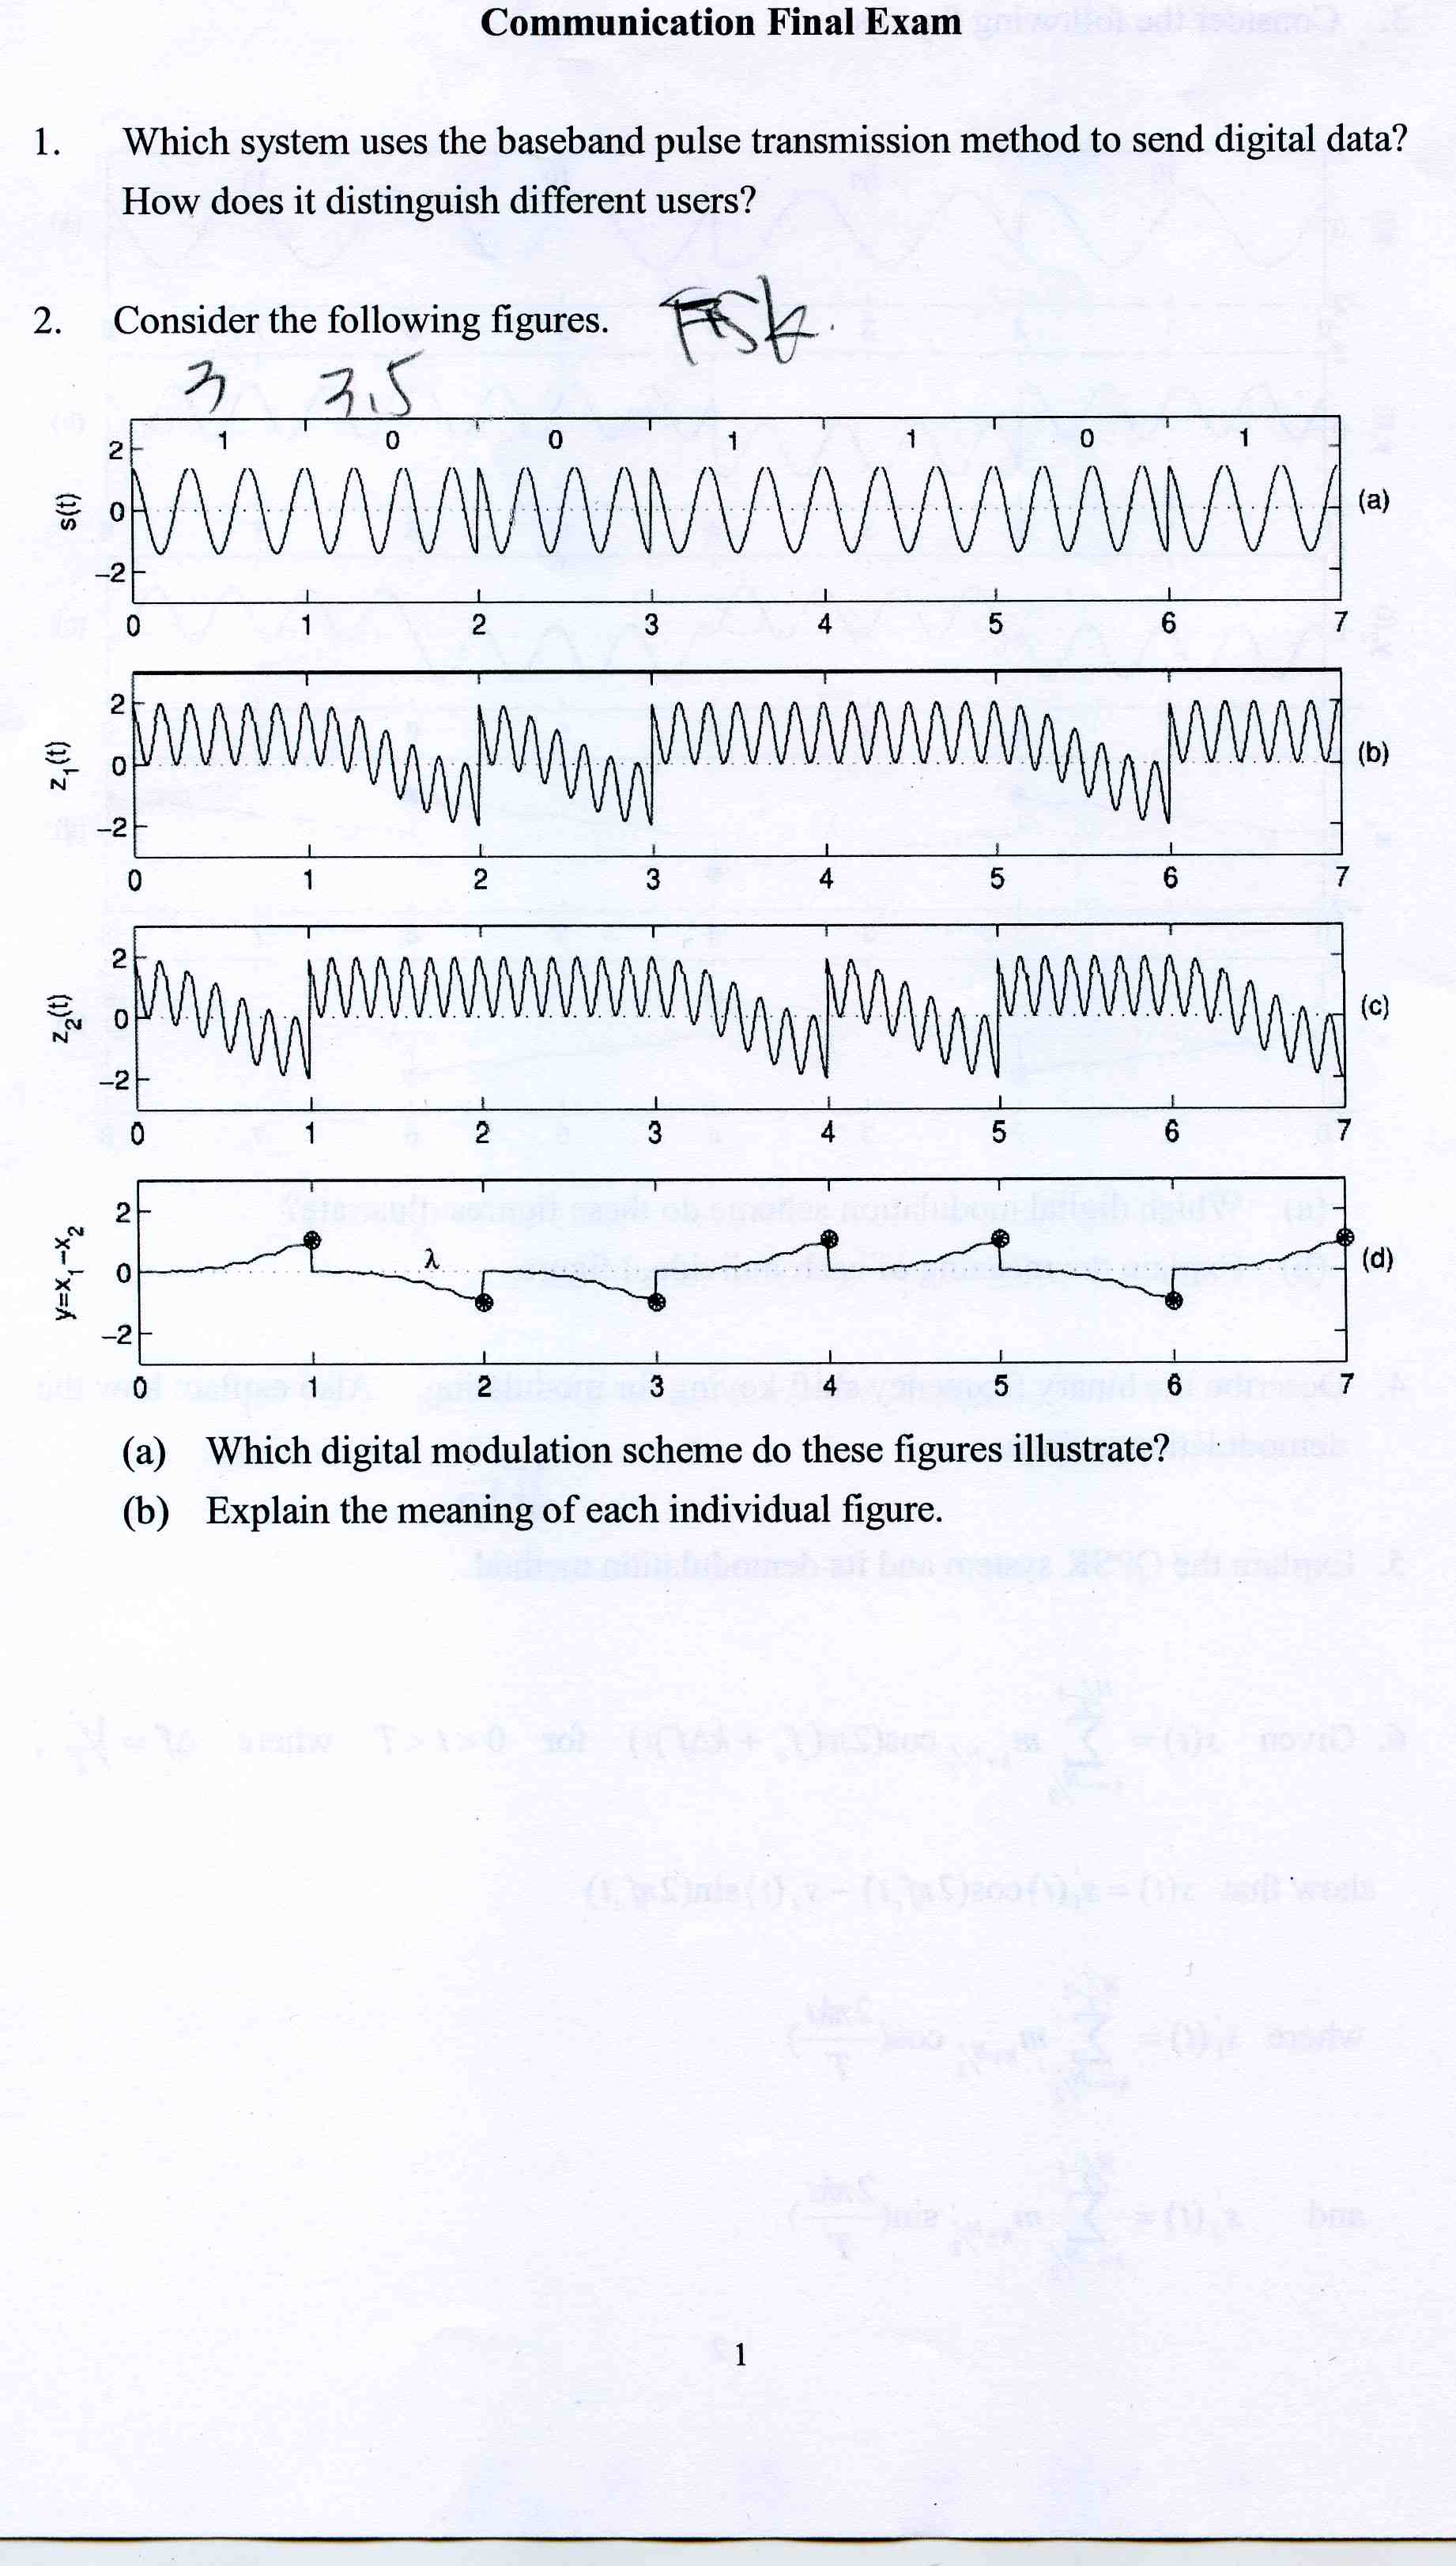 Communication Final Exam
1. Which system uses the baseband pulse transmission method to send digital data?
How does it distinguish different users?
2. Consider the following figures. FSK.
3 3.5
1 0 0 1 1 0 1
2
s(t) 0 (a)
−2
0 1 2 3 4 5 6 7
2
z₁(t) 0 (b)
−2
0 1 2 3 4 5 6 7
2
z₂(t) 0 (c)
−2
0 1 2 3 4 5 6 7
2
y=x₁−x₂ 0 λ (d)
−2
0 1 2 3 4 5 6 7
(a) Which digital modulation scheme do these figures illustrate?
(b) Explain the meaning of each individual figure.
1